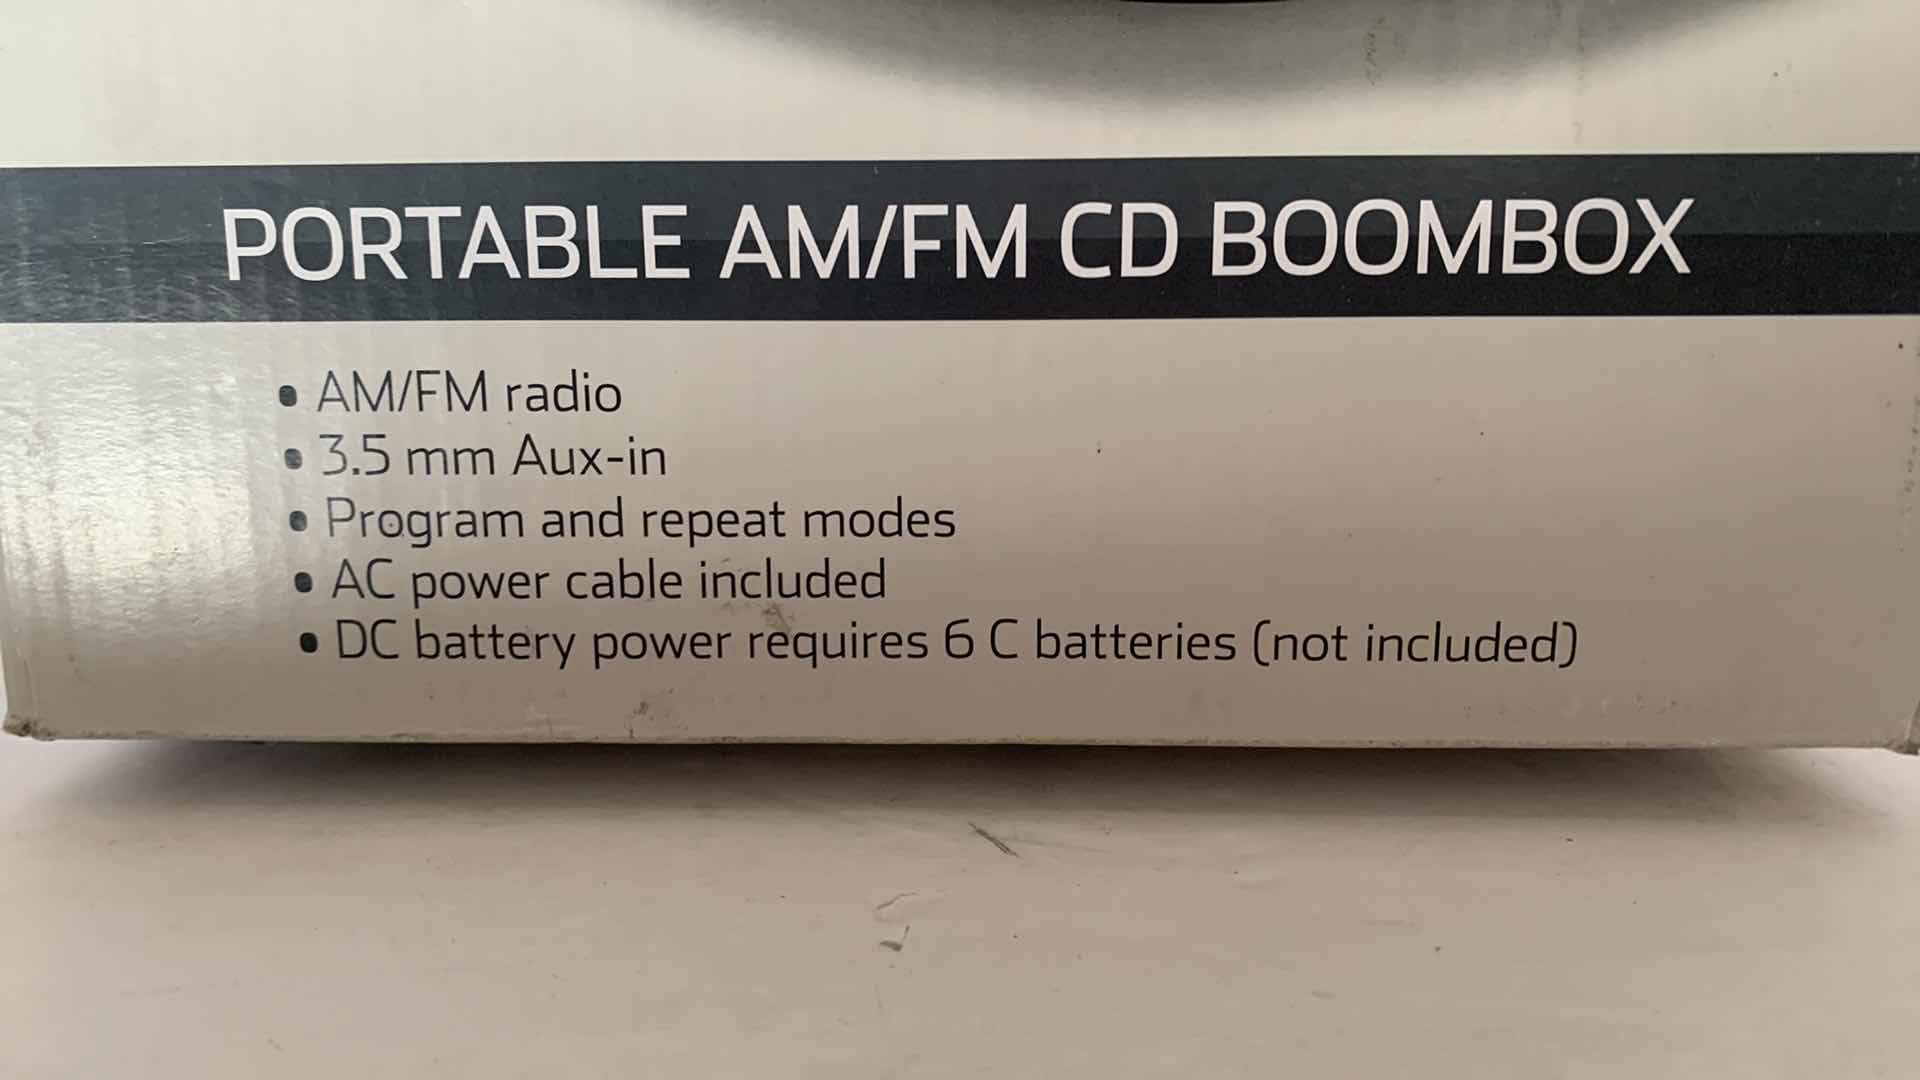 PORTABLE AM/FM CD BOOMBOX
• AM/FM radio
• 3.5 mm Aux-in
• Program and repeat modes
• AC power cable included
• DC battery power requires 6 C batteries (not included)